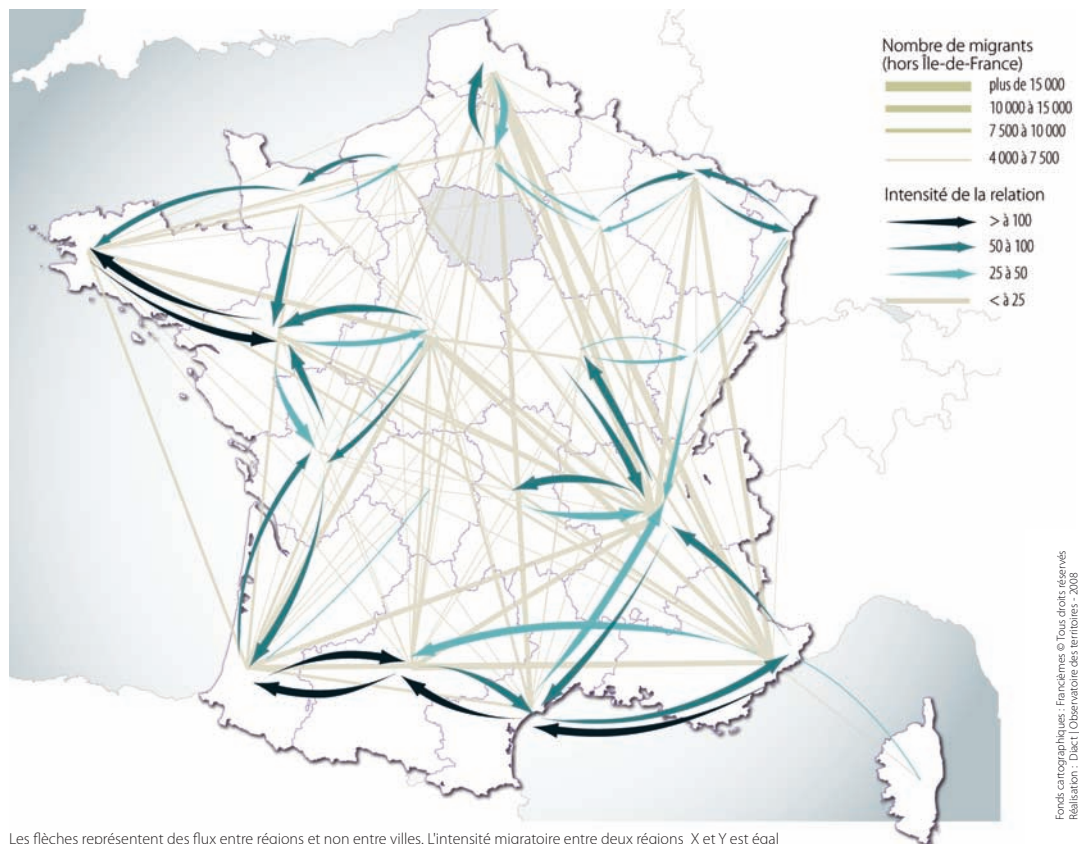 Nombre de migrants
(hors Île-de-France)
plus de 15 000
10 000 à 15 000
7 500 à 10 000
4 000 à 7 500
Intensité de la relation
> à 100
50 à 100
25 à 50
< à 25
Fonds cartographiques : Francièmes © Tous droits réservés
Réalisation : Diact | Observatoire des territoires - 2008
Les flèches représentent des flux entre régions et non entre villes. L'intensité migratoire entre deux régions X et Y est égal